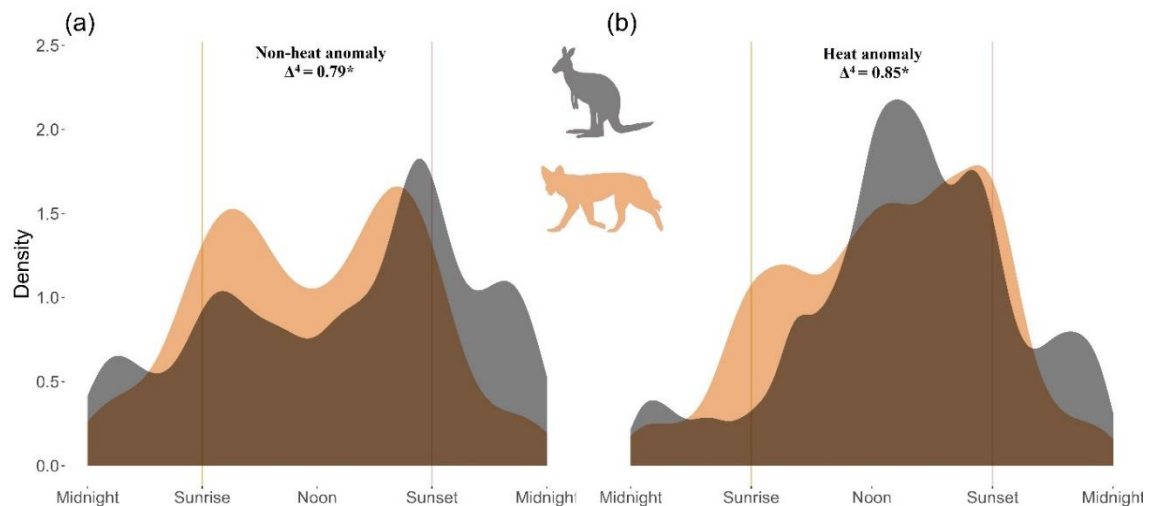 (a)
(b)
Non-heat anomaly
Δ⁴ = 0.79*
Heat anomaly
Δ⁴ = 0.85*
2.5
2.0
1.5
1.0
0.5
0.0
Density
Midnight Sunrise Noon Sunset Midnight
Midnight Sunrise Noon Sunset Midnight